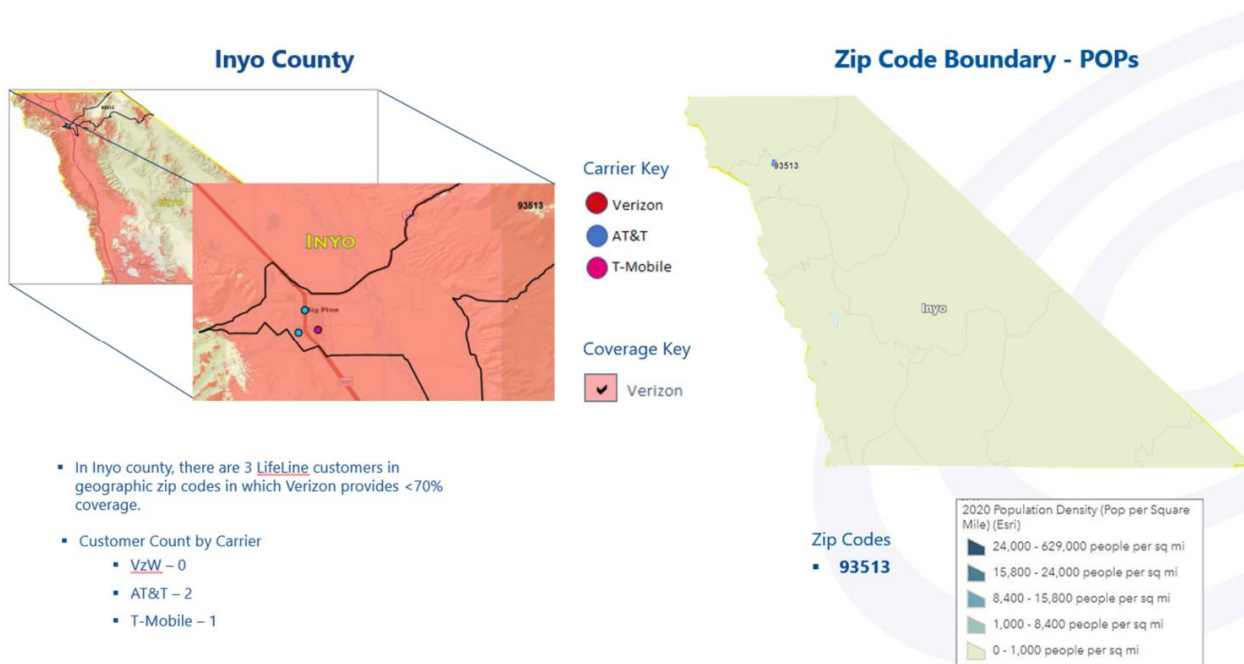 Inyo County
93513
INYO
93513
INYO
Big Pine
Carrier Key
Verizon
AT&T
T-Mobile
Coverage Key
Verizon
▪ In Inyo county, there are 3 LifeLine customers in
geographic zip codes in which Verizon provides <70%
coverage.
▪ Customer Count by Carrier
▪ VzW – 0
▪ AT&T – 2
▪ T-Mobile – 1
Zip Code Boundary - POPs
93513
Inyo
Zip Codes
▪ 93513
2020 Population Density (Pop per Square
Mile) (Esri)
24,000 - 629,000 people per sq mi
15,800 - 24,000 people per sq mi
8,400 - 15,800 people per sq mi
1,000 - 8,400 people per sq mi
0 - 1,000 people per sq mi